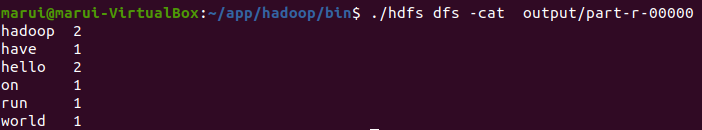 marui@marui-VirtualBox:~/app/hadoop/bin$ ./hdfs dfs -cat  output/part-r-00000
hadoop  2
have    1
hello   2
on      1
run     1
world   1